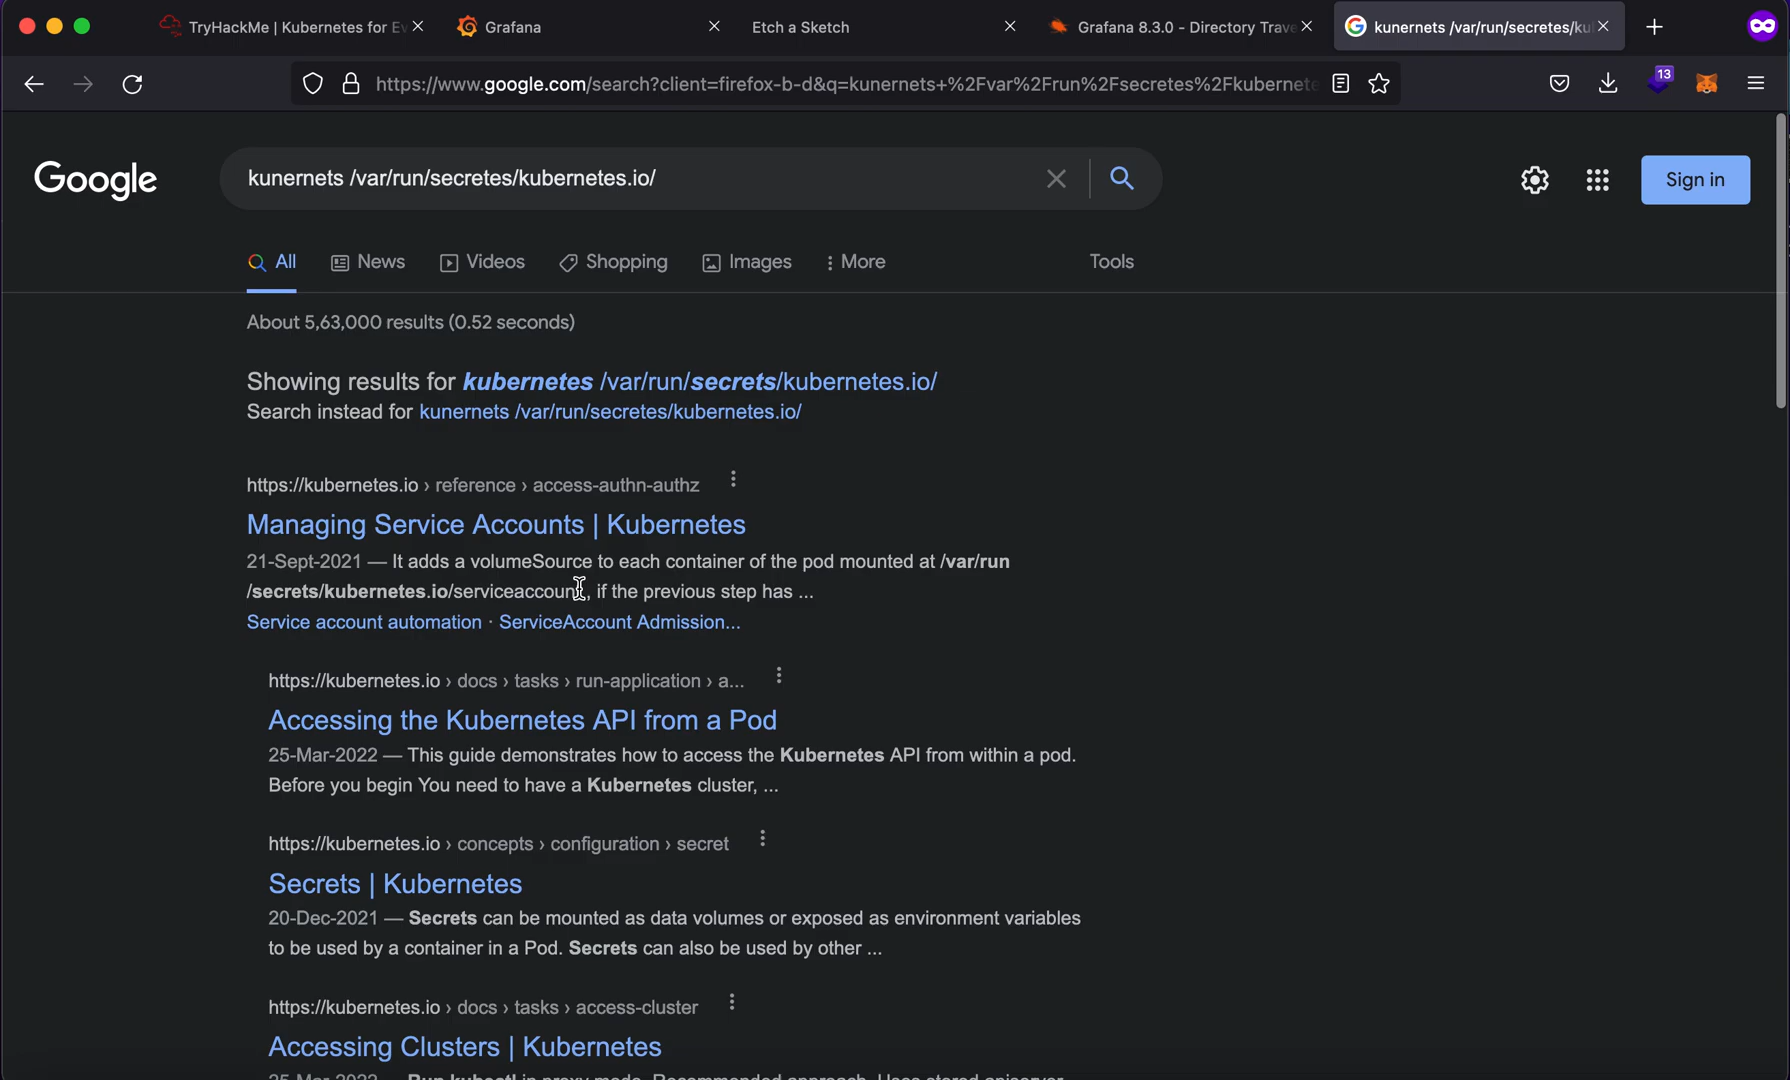 TryHackMe | Kubernetes for Ev
Grafana
Etch a Sketch
Grafana 8.3.0 - Directory Trave
kunernets /var/run/secretes/ku
https://www.google.com/search?client=firefox-b-d&q=kunernets+%2Fvar%2Frun%2Fsecretes%2Fkubernete
13
Google
kunernets /var/run/secretes/kubernetes.io/
Sign in
All
News
Videos
Shopping
Images
More
Tools
About 5,63,000 results (0.52 seconds)
Showing results for kubernetes /var/run/secrets/kubernetes.io/
Search instead for kunernets /var/run/secretes/kubernetes.io/
https://kubernetes.io › reference › access-authn-authz
Managing Service Accounts | Kubernetes
21-Sept-2021 — It adds a volumeSource to each container of the pod mounted at /var/run
/secrets/kubernetes.io/serviceaccount, if the previous step has ...
Service account automation · ServiceAccount Admission...
https://kubernetes.io › docs › tasks › run-application › a...
Accessing the Kubernetes API from a Pod
25-Mar-2022 — This guide demonstrates how to access the Kubernetes API from within a pod.
Before you begin You need to have a Kubernetes cluster, ...
https://kubernetes.io › concepts › configuration › secret
Secrets | Kubernetes
20-Dec-2021 — Secrets can be mounted as data volumes or exposed as environment variables
to be used by a container in a Pod. Secrets can also be used by other ...
https://kubernetes.io › docs › tasks › access-cluster
Accessing Clusters | Kubernetes